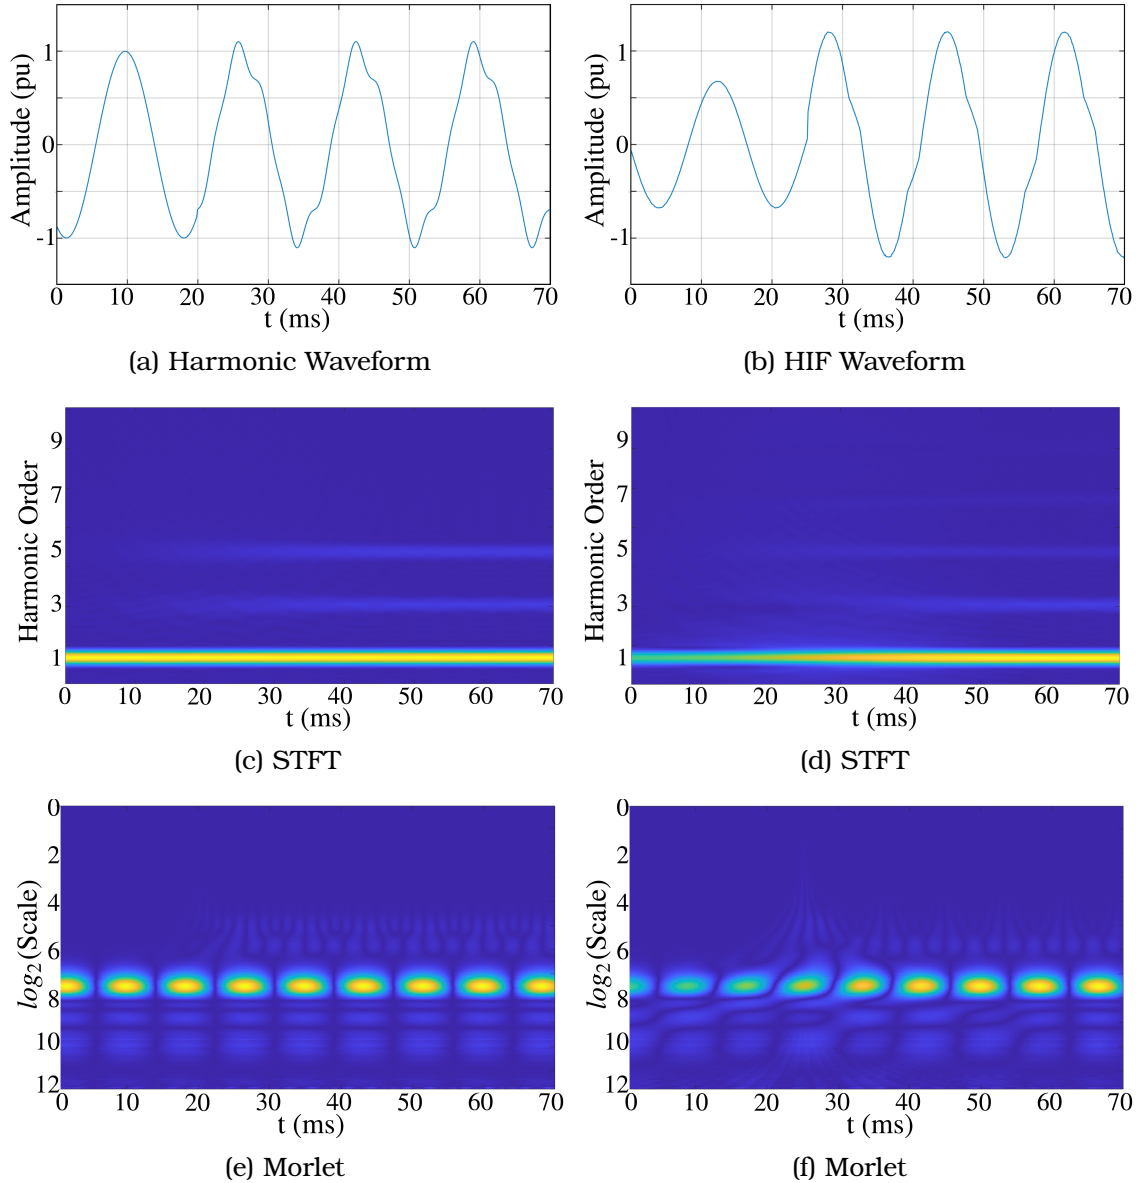 Amplitude (pu)
1
0
-1
0 10 20 30 40 50 60 70
t (ms)
(a) Harmonic Waveform
Amplitude (pu)
1
0
-1
0 10 20 30 40 50 60 70
t (ms)
(b) HIF Waveform
Harmonic Order
9
7
5
3
1
0 10 20 30 40 50 60 70
t (ms)
(c) STFT
Harmonic Order
9
7
5
3
1
0 10 20 30 40 50 60 70
t (ms)
(d) STFT
log₂(Scale)
0
2
4
6
8
10
12
0 10 20 30 40 50 60 70
t (ms)
(e) Morlet
log₂(Scale)
0
2
4
6
8
10
12
0 10 20 30 40 50 60 70
t (ms)
(f) Morlet